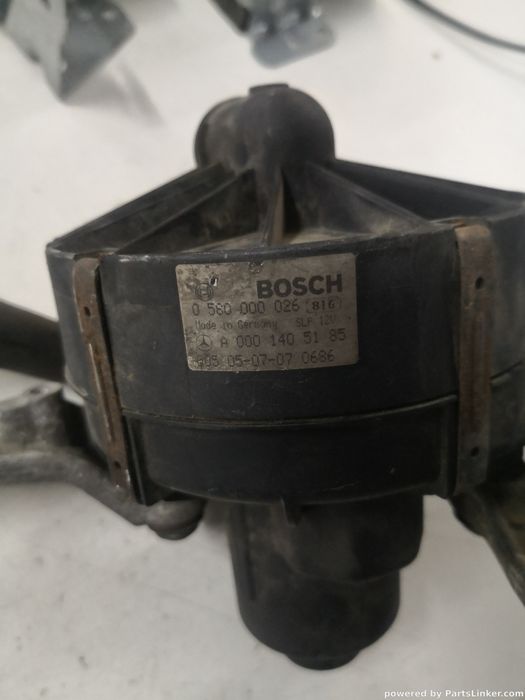 BOSCH
0 580 000 026 (816)
Made in Germany SLP 12V
A 000 140 51 85
605 05-07-07 0686
powered by PartsLinker.com